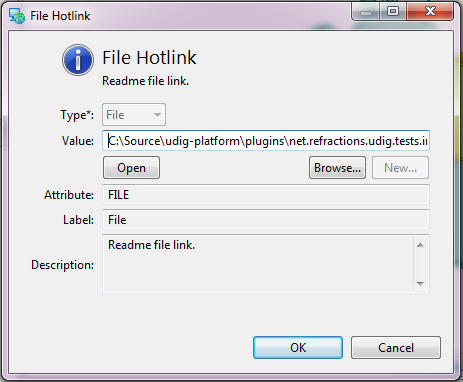 File Hotlink
File Hotlink
Readme file link.
Type*: File
Value: C:\Source\udig-platform\plugins\net.refractions.udig.tests.ir
Open Browse... New...
Attribute: FILE
Label: File
Description: Readme file link.
OK Cancel